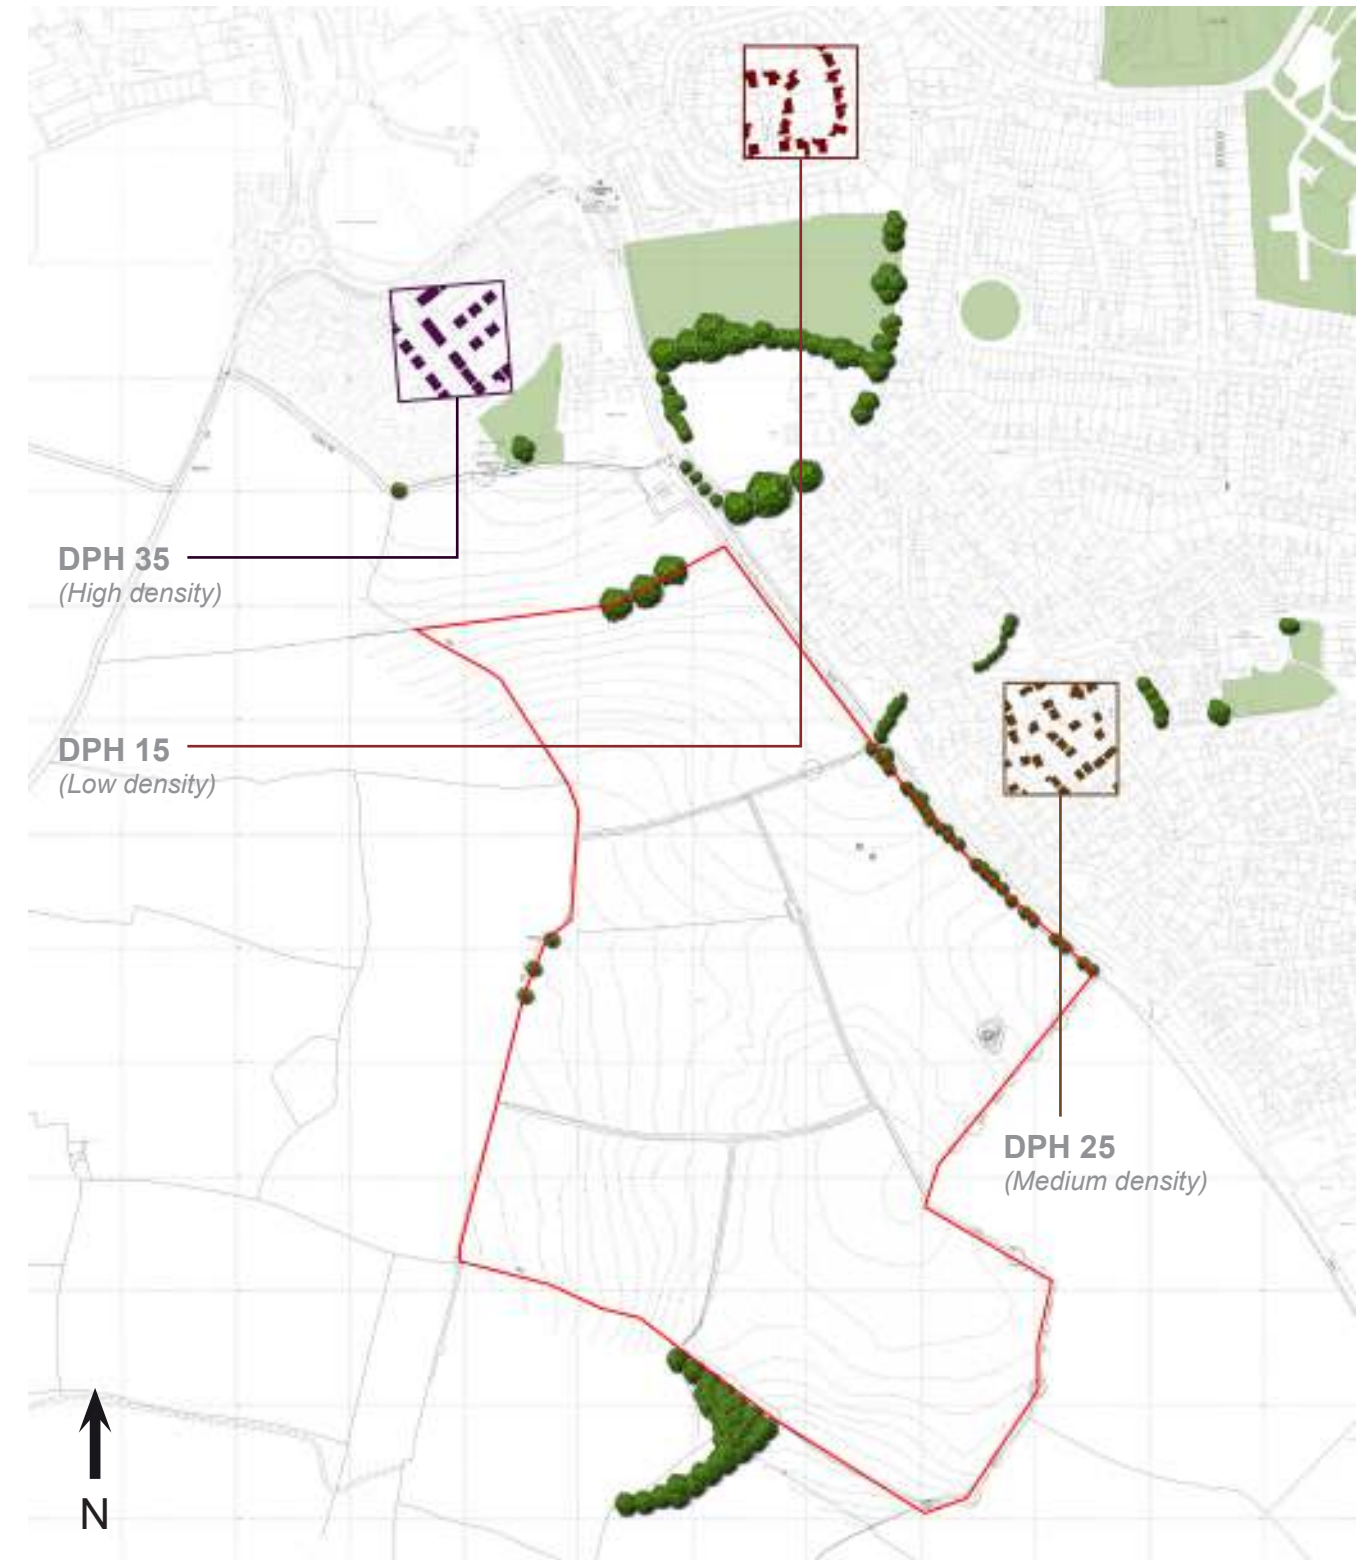 DPH 35
(High density)
DPH 15
(Low density)
DPH 25
(Medium density)
N